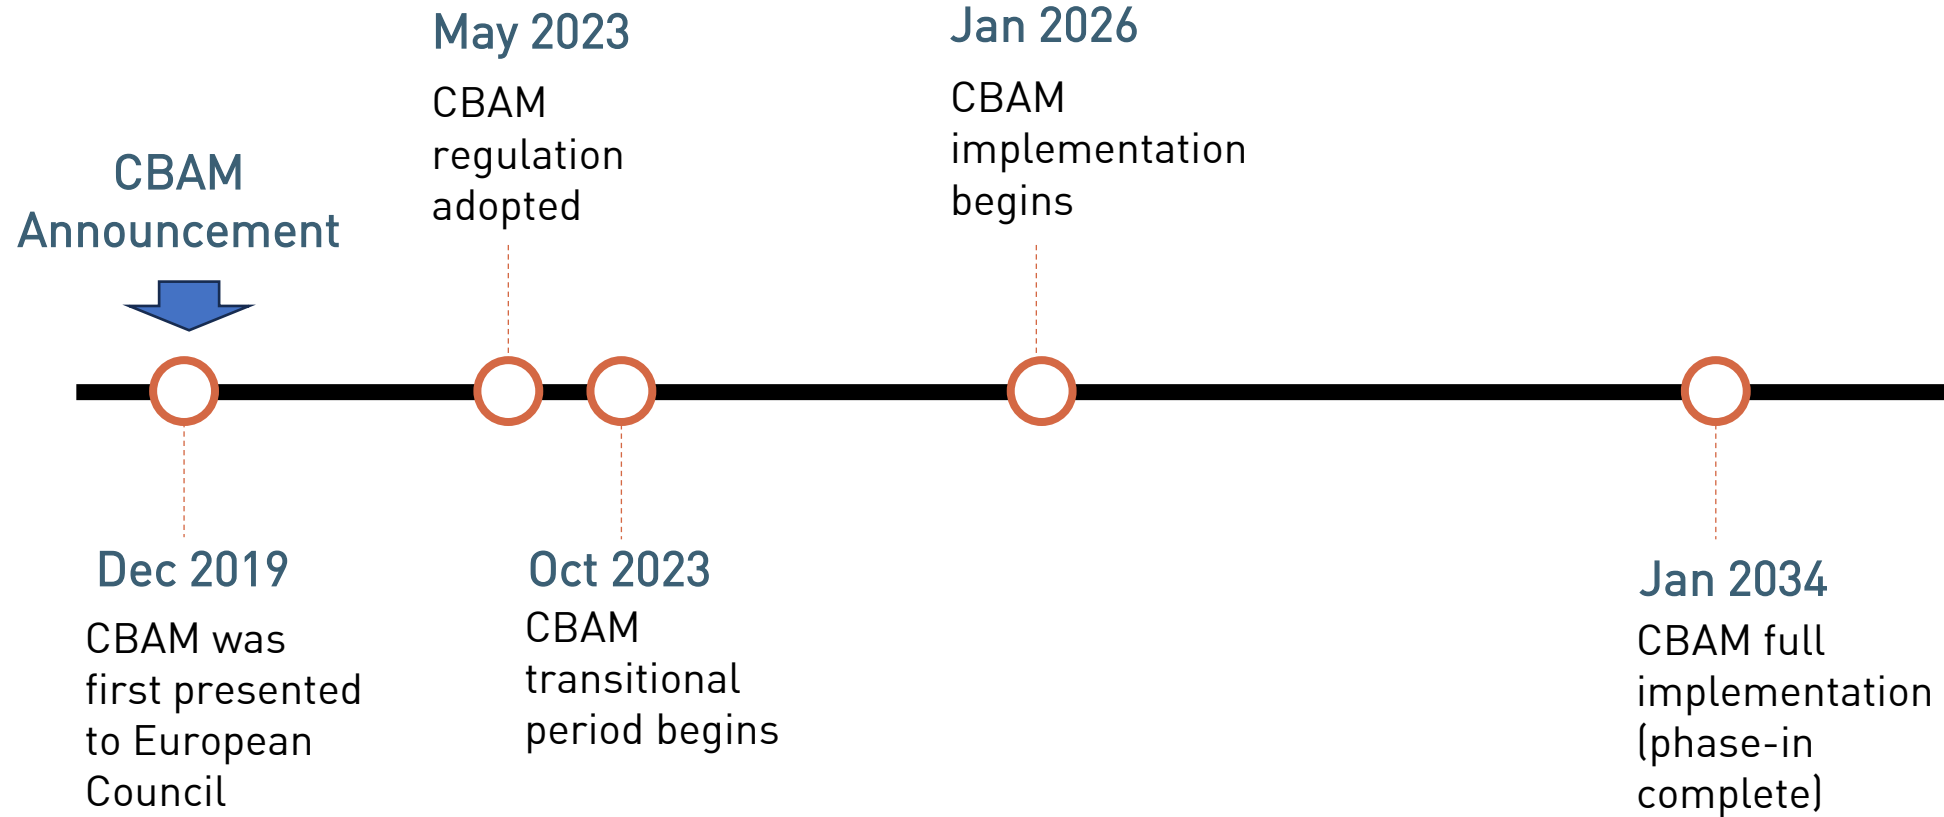 CBAM
Announcement
May 2023
CBAM
regulation
adopted
Jan 2026
CBAM
implementation
begins
Dec 2019
CBAM was
first presented
to European
Council
Oct 2023
CBAM
transitional
period begins
Jan 2034
CBAM full
implementation
(phase-in
complete)